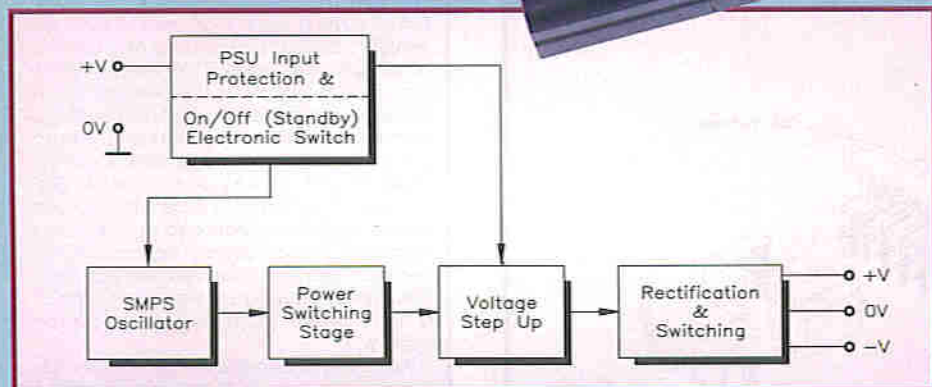 +V
PSU Input
Protection &
On/Off (Standby)
Electronic Switch
0V
SMPS
Oscillator
Power
Switching
Stage
Voltage
Step Up
Rectification
&
Switching
+V
0V
−V